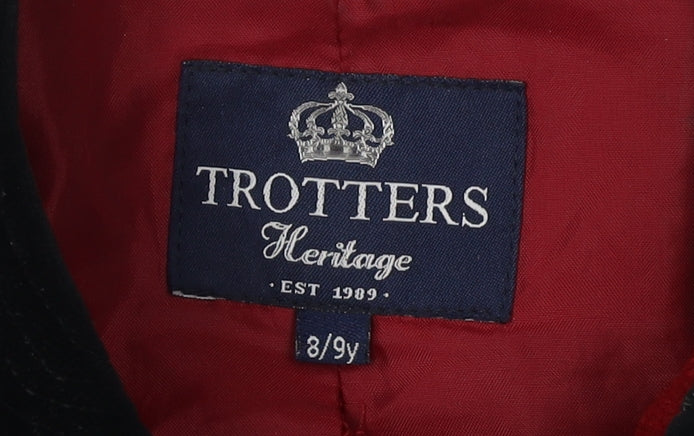 TROTTERS
Heritage
· EST 1989 ·
8/9y